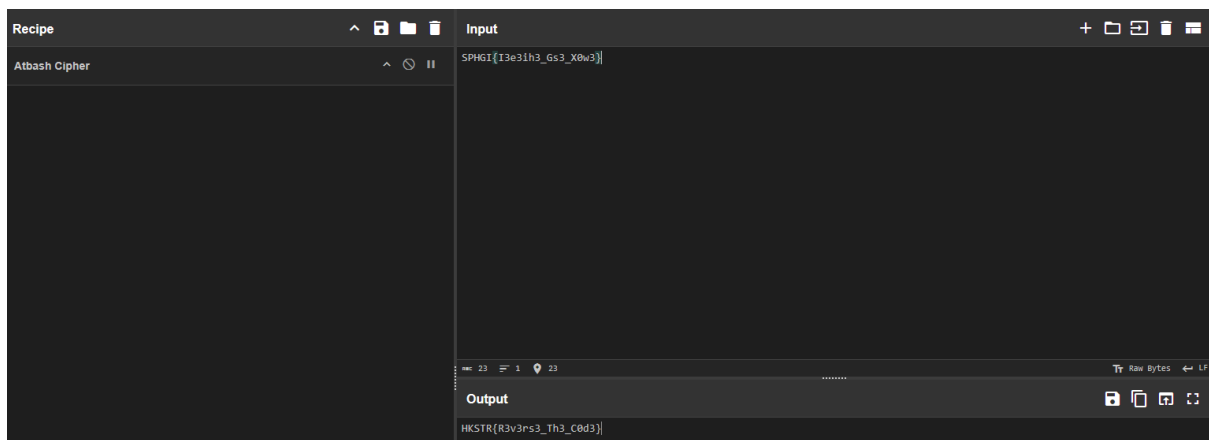 Recipe
Input
Atbash Cipher
SPHGI{I3e3ih3_Gs3_X0w3}
23 1 23
Raw Bytes LF
Output
HKSTR{R3v3rs3_Th3_C0d3}